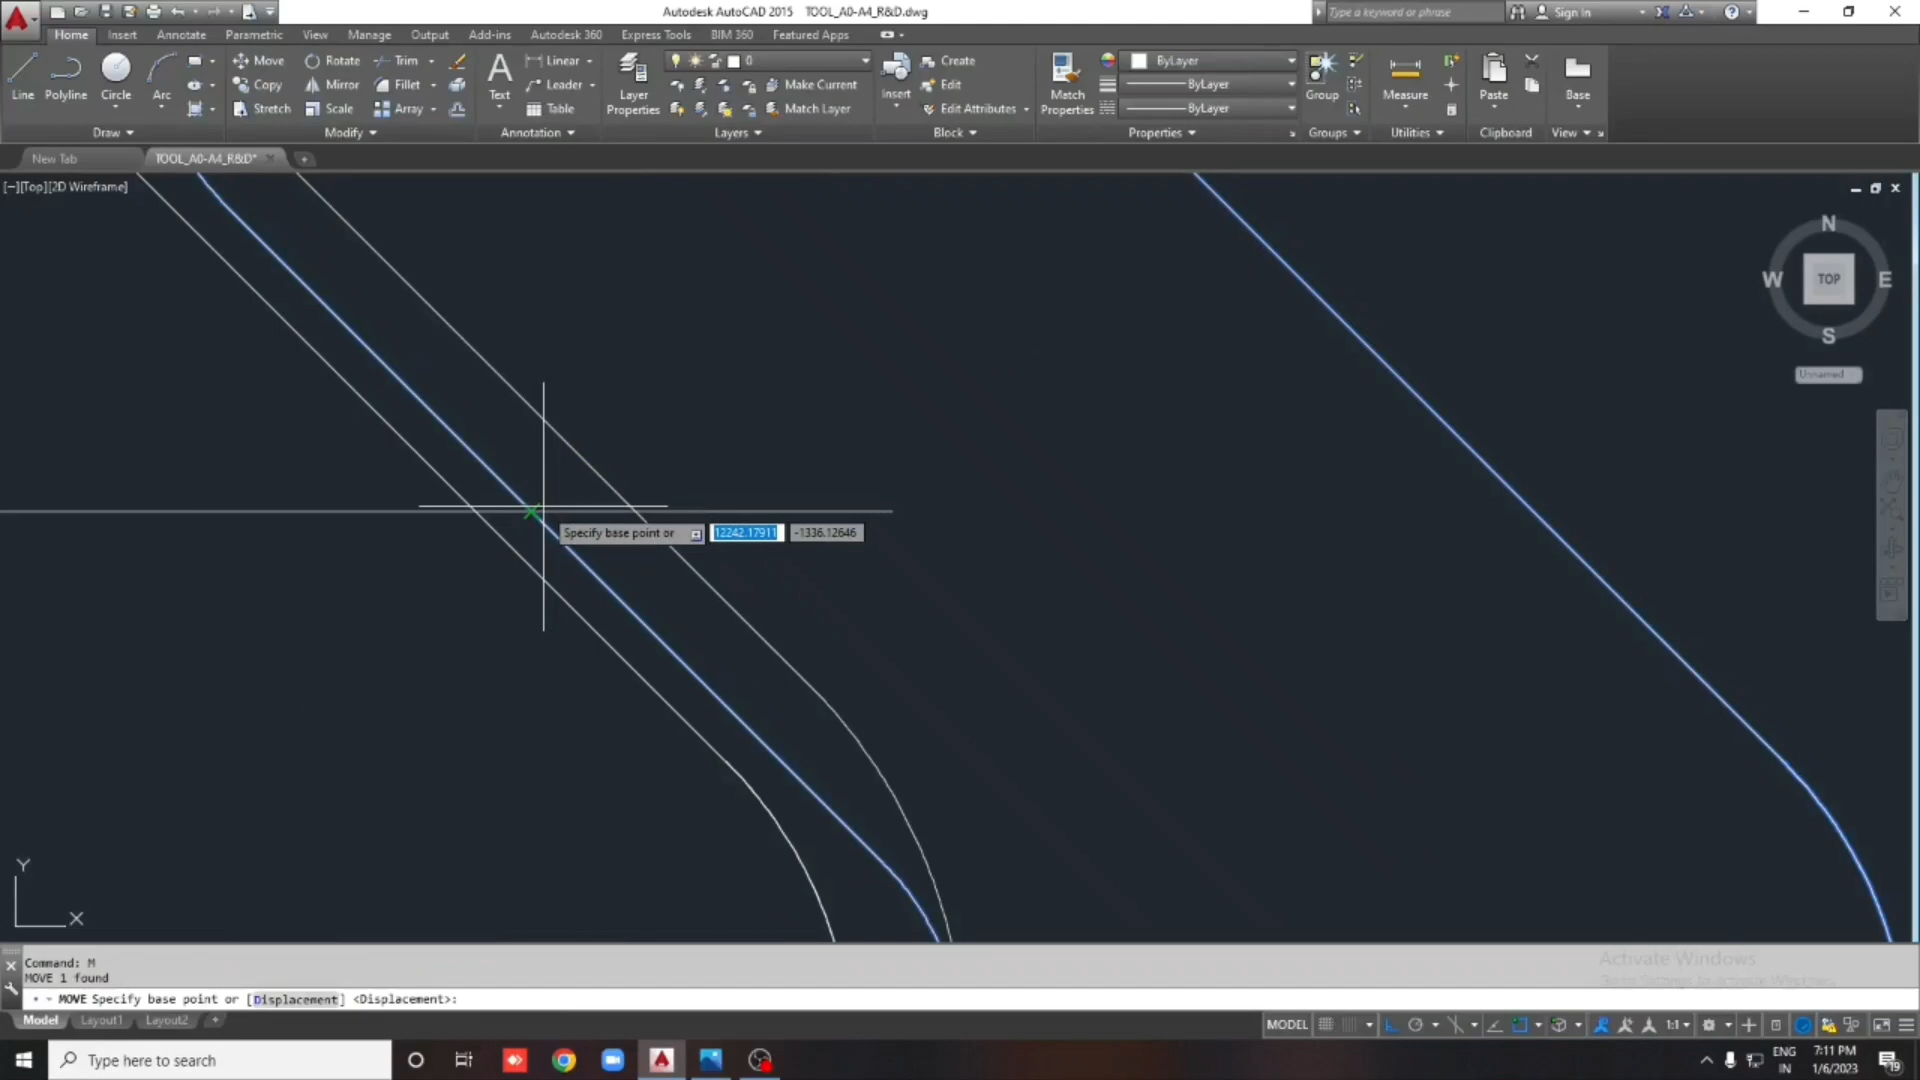 Autodesk AutoCAD 2015 TOOL_A0-A4_R&D.dwg
Type a keyword or phrase
Sign In
Home Insert Annotate Parametric View Manage Output Add-ins Autodesk 360 Express Tools BIM 360 Featured Apps
Line Polyline Circle Arc
Move Rotate Trim
Copy Mirror Fillet
Stretch Scale Array
Text
Linear
Leader
Table
Layer Properties
0
Make Current
Match Layer
Insert
Create
Edit
Edit Attributes
Match Properties
ByLayer
ByLayer
ByLayer
Group
Measure
Paste
Base
Draw Modify Annotation Layers Block Properties Groups Utilities Clipboard View
New Tab TOOL_A0-A4_R&D*
[−][Top][2D Wireframe]
N
W TOP E
S
Unnamed
Specify base point or 12242.17911 -1336.12646
Y
X
Activate Windows
Command: M
MOVE 1 found
MOVE Specify base point or [Displacement] <Displacement>:
Model Layout1 Layout2 +
MODEL 1:1
Type here to search
ENG
IN
7:11 PM
1/6/2023
19